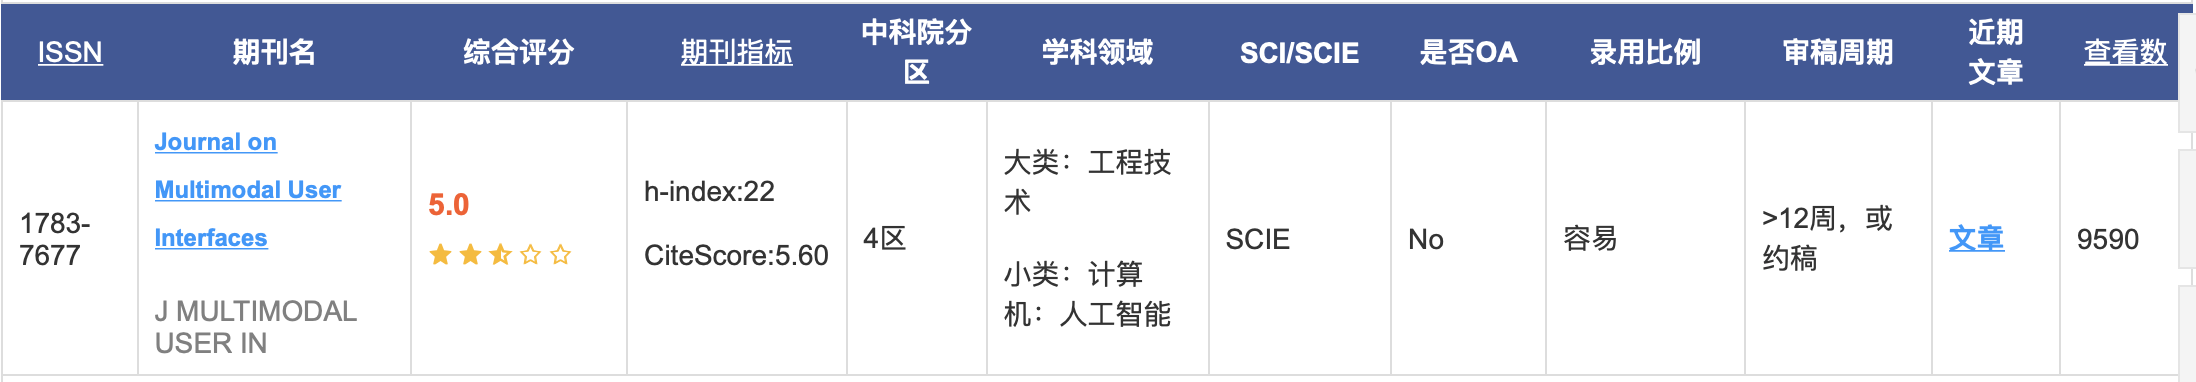 ISSN
期刊名
综合评分
期刊指标
中科院分
区
学科领域
SCI/SCIE
是否OA
录用比例
审稿周期
近期
文章
查看数
1783-
7677
Journal on
Multimodal User
Interfaces
J MULTIMODAL
USER IN
5.0
h-index:22
CiteScore:5.60
4区
大类：工程技
术
小类：计算
机：人工智能
SCIE
No
容易
>12周，或
约稿
文章
9590